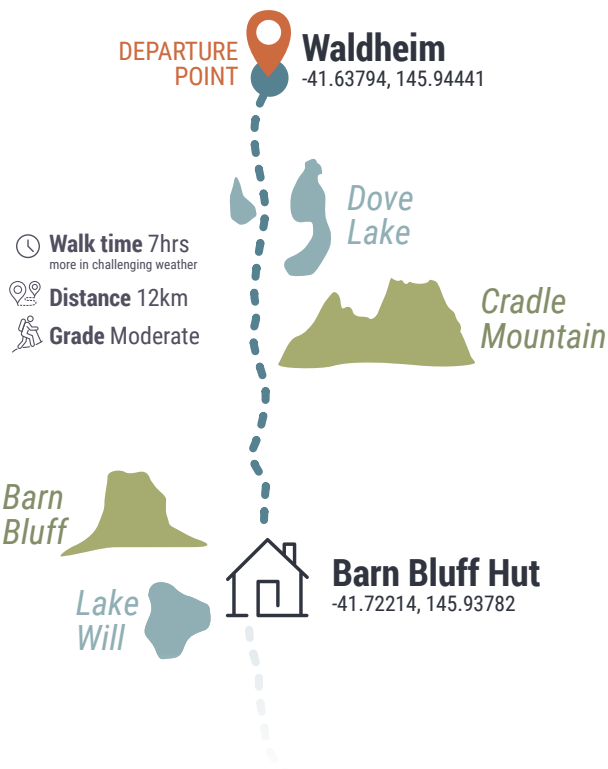 DEPARTURE
POINT
Waldheim
-41.63794, 145.94441
Dove
Lake
Walk time 7hrs
more in challenging weather
Distance 12km
Grade Moderate
Cradle
Mountain
Barn
Bluff
Barn Bluff Hut
-41.72214, 145.93782
Lake
Will